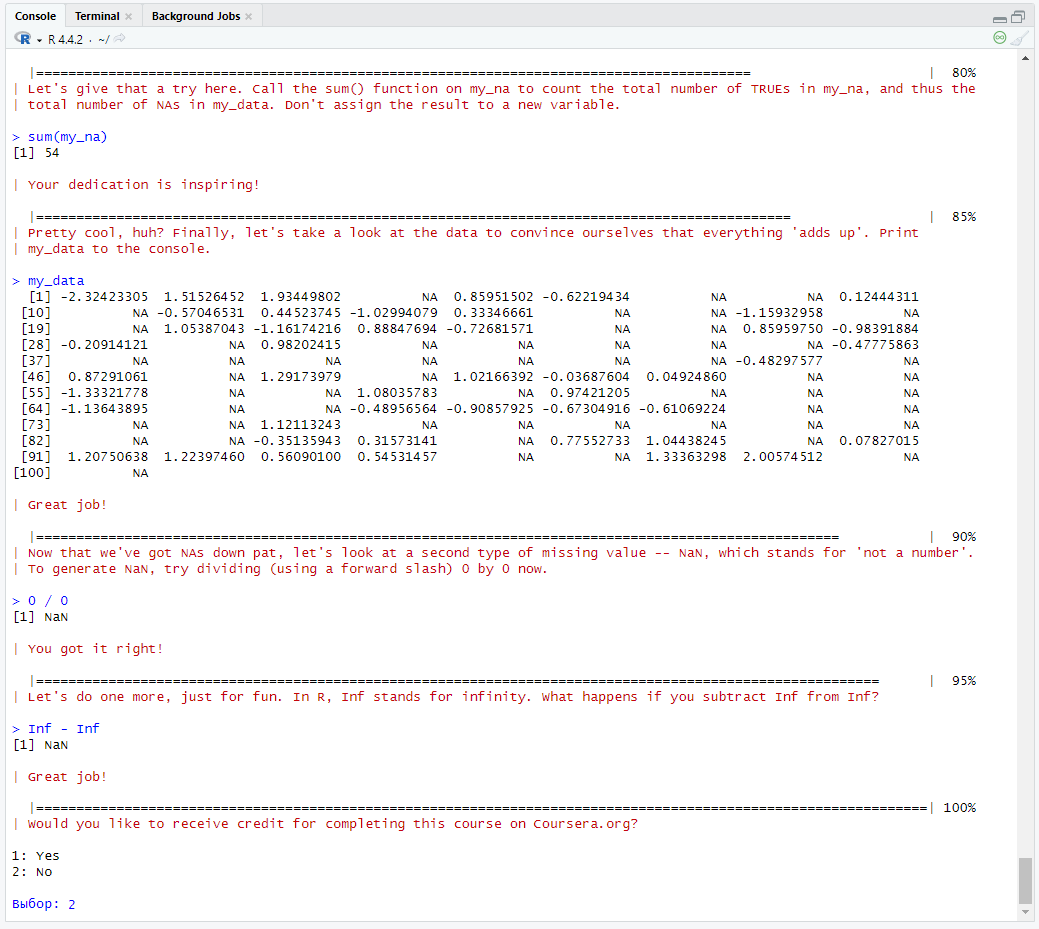 Console Terminal Background Jobs
R 4.4.2 · ~/
|=========================================================================================== | 80%
| Let's give that a try here. Call the sum() function on my_na to count the total number of TRUEs in my_na, and thus the
| total number of NAs in my_data. Don't assign the result to a new variable.
> sum(my_na)
[1] 54
| Your dedication is inspiring!
|================================================================================================ | 85%
| Pretty cool, huh? Finally, let's take a look at the data to convince ourselves that everything 'adds up'. Print
| my_data to the console.
> my_data
[1] -2.32423305 1.51526452 1.93449802 NA 0.85951502 -0.62219434 NA NA 0.12444311
[10] NA -0.57046531 0.44523745 -1.02994079 0.33346661 NA NA -1.15932958 NA
[19] NA 1.05387043 -1.16174216 0.88847694 -0.72681571 NA NA 0.85959750 -0.98391884
[28] -0.20914121 NA 0.98202415 NA NA NA NA NA -0.47775863
[37] NA NA NA NA NA NA NA -0.48297577 NA
[46] 0.87291061 NA 1.29173979 NA 1.02166392 -0.03687604 0.04924860 NA NA
[55] -1.33321778 NA NA 1.08035783 NA 0.97421205 NA NA NA
[64] -1.13643895 NA NA -0.48956564 -0.90857925 -0.67304916 -0.61069224 NA NA
[73] NA NA 1.12113243 NA NA NA NA NA NA
[82] NA NA -0.35135943 0.31573141 NA 0.77552733 1.04438245 NA 0.07827015
[91] 1.20750638 1.22397460 0.56090100 0.54531457 NA NA 1.33363298 2.00574512 NA
[100] NA
| Great job!
|====================================================================================================== | 90%
| Now that we've got NAs down pat, let's look at a second type of missing value -- NaN, which stands for 'not a number'.
| To generate NaN, try dividing (using a forward slash) 0 by 0 now.
> 0 / 0
[1] NaN
| You got it right!
|=========================================================================================================== | 95%
| Let's do one more, just for fun. In R, Inf stands for infinity. What happens if you subtract Inf from Inf?
> Inf - Inf
[1] NaN
| Great job!
|=================================================================================================================| 100%
| Would you like to receive credit for completing this course on Coursera.org?
1: Yes
2: No
Выбор: 2